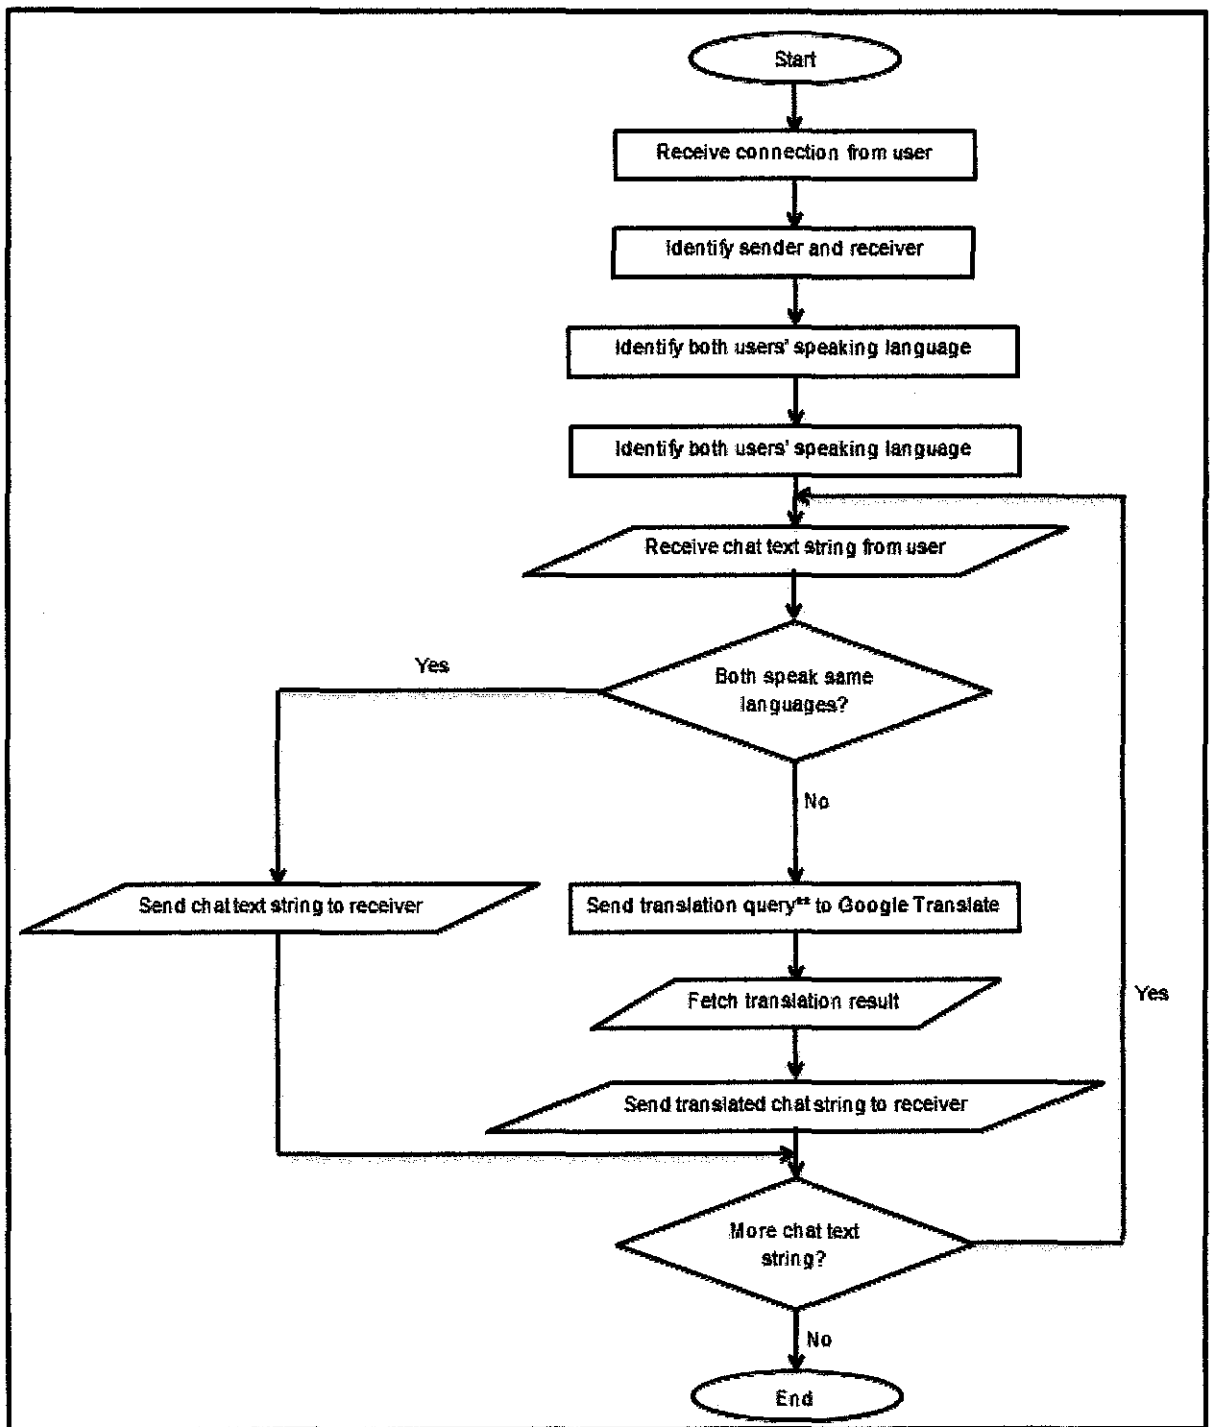 Start
Receive connection from user
Identify sender and receiver
Identify both users' speaking language
Identify both users' speaking language
Receive chat text string from user
Both speak same
languages?
Yes
No
Send chat text string to receiver
Send translation query** to Google Translate
Fetch translation result
Yes
Send translated chat string to receiver
More chat text
string?
No
End